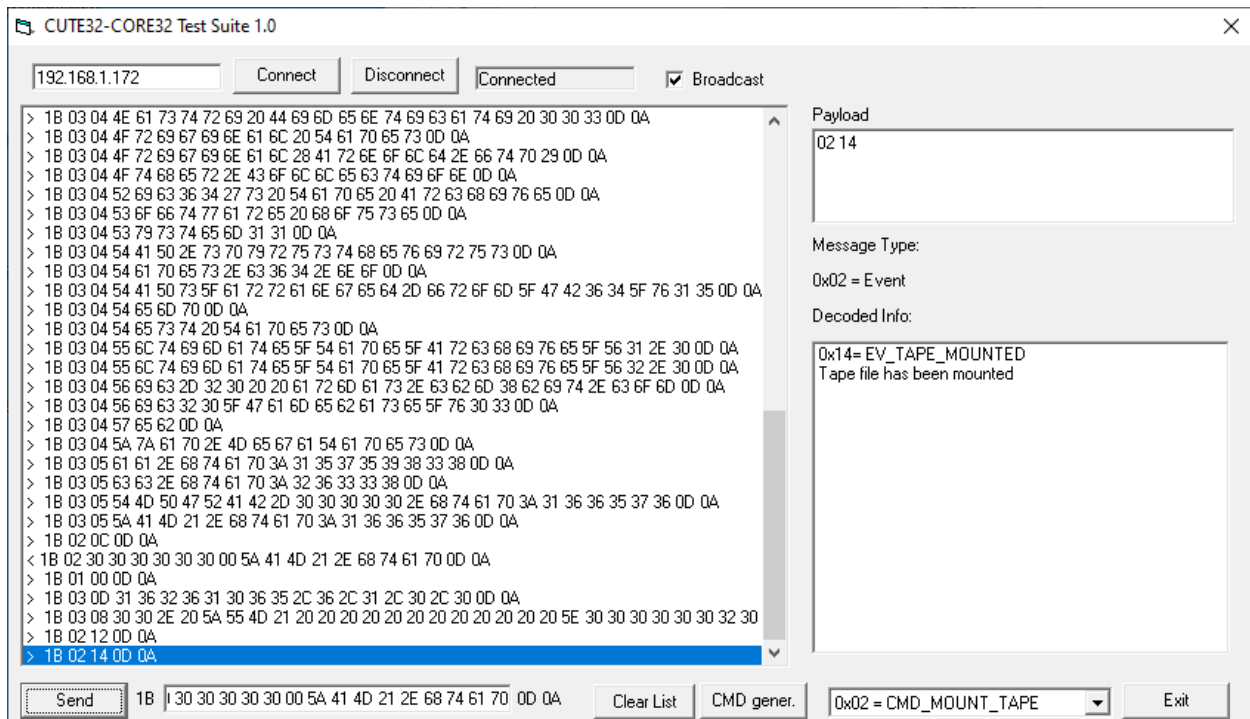 CUTE32-CORE32 Test Suite 1.0
192.168.1.172 Connect Disconnect Connected Broadcast
> 1B 03 04 4E 61 73 74 72 69 20 44 69 6D 65 6E 74 69 63 61 74 69 20 30 30 33 0D 0A
> 1B 03 04 4F 72 69 67 69 6E 61 6C 20 54 61 70 65 73 0D 0A
> 1B 03 04 4F 72 69 67 69 6E 61 6C 28 41 72 6E 6F 6C 64 2E 66 74 70 29 0D 0A
> 1B 03 04 4F 74 68 65 72 2E 43 6F 6C 6C 65 63 74 69 6F 6E 0D 0A
> 1B 03 04 52 69 63 36 34 27 73 20 54 61 70 65 20 41 72 63 68 69 76 65 0D 0A
> 1B 03 04 53 6F 66 74 77 61 72 65 20 68 6F 75 73 65 0D 0A
> 1B 03 04 53 79 73 74 65 6D 31 31 0D 0A
> 1B 03 04 54 41 50 2E 73 70 79 72 75 73 74 68 65 76 69 72 75 73 0D 0A
> 1B 03 04 54 61 70 65 73 2E 63 36 34 2E 6E 6F 0D 0A
> 1B 03 04 54 41 50 73 5F 61 72 72 61 6E 67 65 64 2D 66 72 6F 6D 5F 47 42 36 34 5F 76 31 35 0D 0A
> 1B 03 04 54 65 6D 70 0D 0A
> 1B 03 04 54 65 73 74 20 54 61 70 65 73 0D 0A
> 1B 03 04 55 6C 74 69 6D 61 74 65 5F 54 61 70 65 5F 41 72 63 68 69 76 65 5F 56 31 2E 30 0D 0A
> 1B 03 04 55 6C 74 69 6D 61 74 65 5F 54 61 70 65 5F 41 72 63 68 69 76 65 5F 56 32 2E 30 0D 0A
> 1B 03 04 56 69 63 2D 32 30 20 20 61 72 6D 61 73 2E 63 62 6D 38 62 69 74 2E 63 6F 6D 0D 0A
> 1B 03 04 56 69 63 32 30 5F 47 61 6D 65 62 61 73 65 5F 76 30 33 0D 0A
> 1B 03 04 57 65 62 0D 0A
> 1B 03 04 5A 7A 61 70 2E 4D 65 67 61 54 61 70 65 73 0D 0A
> 1B 03 05 61 61 2E 68 74 61 70 3A 31 35 37 35 39 38 33 38 0D 0A
> 1B 03 05 63 63 2E 68 74 61 70 3A 32 36 33 33 38 0D 0A
> 1B 03 05 54 4D 50 47 52 41 42 2D 30 30 30 30 30 2E 68 74 61 70 3A 31 36 36 35 37 36 0D 0A
> 1B 03 05 5A 41 4D 21 2E 68 74 61 70 3A 31 36 36 35 37 36 0D 0A
> 1B 02 0C 0D 0A
< 1B 02 30 30 30 30 30 30 00 5A 41 4D 21 2E 68 74 61 70 0D 0A
> 1B 01 00 0D 0A
> 1B 03 0D 31 36 32 36 31 30 36 35 2C 36 2C 31 2C 30 2C 30 0D 0A
> 1B 03 08 30 30 2E 20 5A 55 4D 21 20 20 20 20 20 20 20 20 20 20 20 20 5E 30 30 30 30 30 30 32 30
> 1B 02 12 0D 0A
> 1B 02 14 0D 0A
Payload
02 14
Message Type:
0x02 = Event
Decoded Info:
0x14= EV_TAPE_MOUNTED
Tape file has been mounted
Send 1B 30 30 30 30 30 00 5A 41 4D 21 2E 68 74 61 70 0D 0A Clear List CMD gener. 0x02 = CMD_MOUNT_TAPE Exit